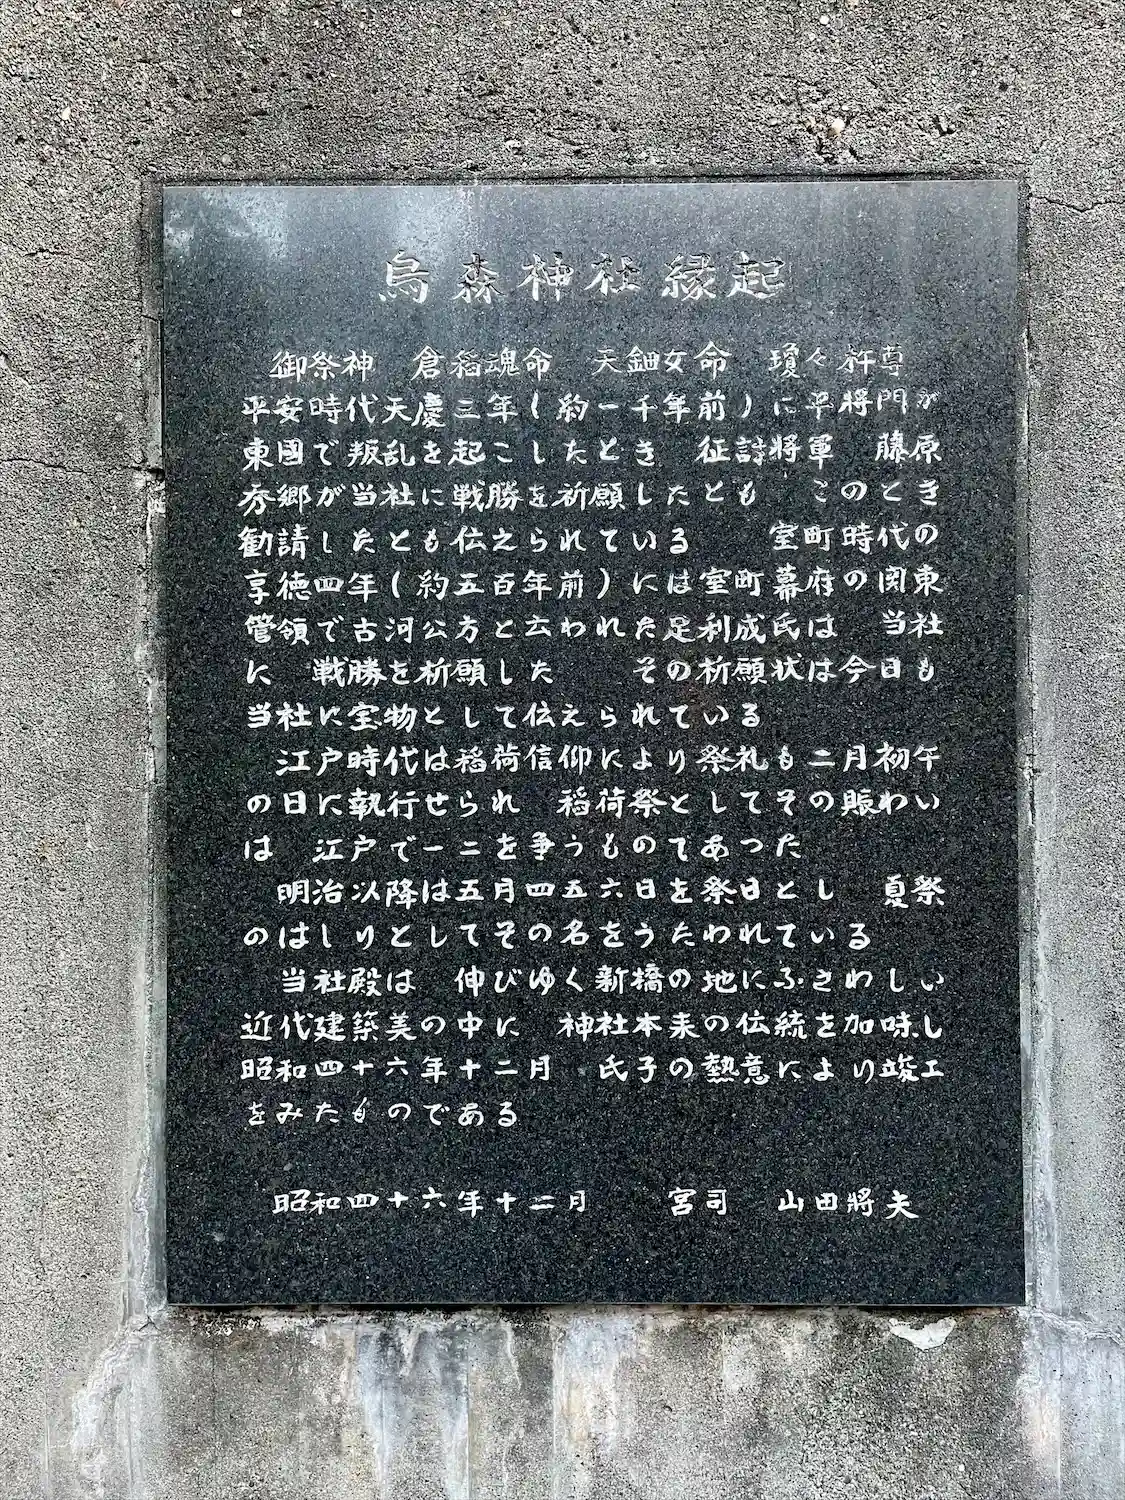 烏森神社縁起
御祭神 倉稻魂命 天鈿女命 瓊々杵尊
平安時代天慶三年(約一千年前)に平將門が
東國で叛乱を起こしたとき 征討將軍 藤原
秀郷が当社に戦勝を祈願したとも このとき
勧請したとも伝えられている 室町時代の
享徳四年(約五百年前)には室町幕府の関東
管領で古河公方と云われた足利成氏は 当社
に 戦勝を祈願した その祈願状は今日も
当社に宝物として伝えられている
江戸時代は稻荷信仰により祭礼も二月初午
の日に執行せられ 稻荷祭としてその賑わい
は 江戸で一二を争うものであつた
明治以降は五月四五六日を祭日とし 夏祭
のはしりとしてその名をうたわれている
当社殿は 伸びゆく新橋の地にふさわしい
近代建築美の中に 神社本来の伝統を加味し
昭和四十六年十二月 氏子の熱意により竣工
をみたものである
昭和四十六年十二月 宮司 山田將夫